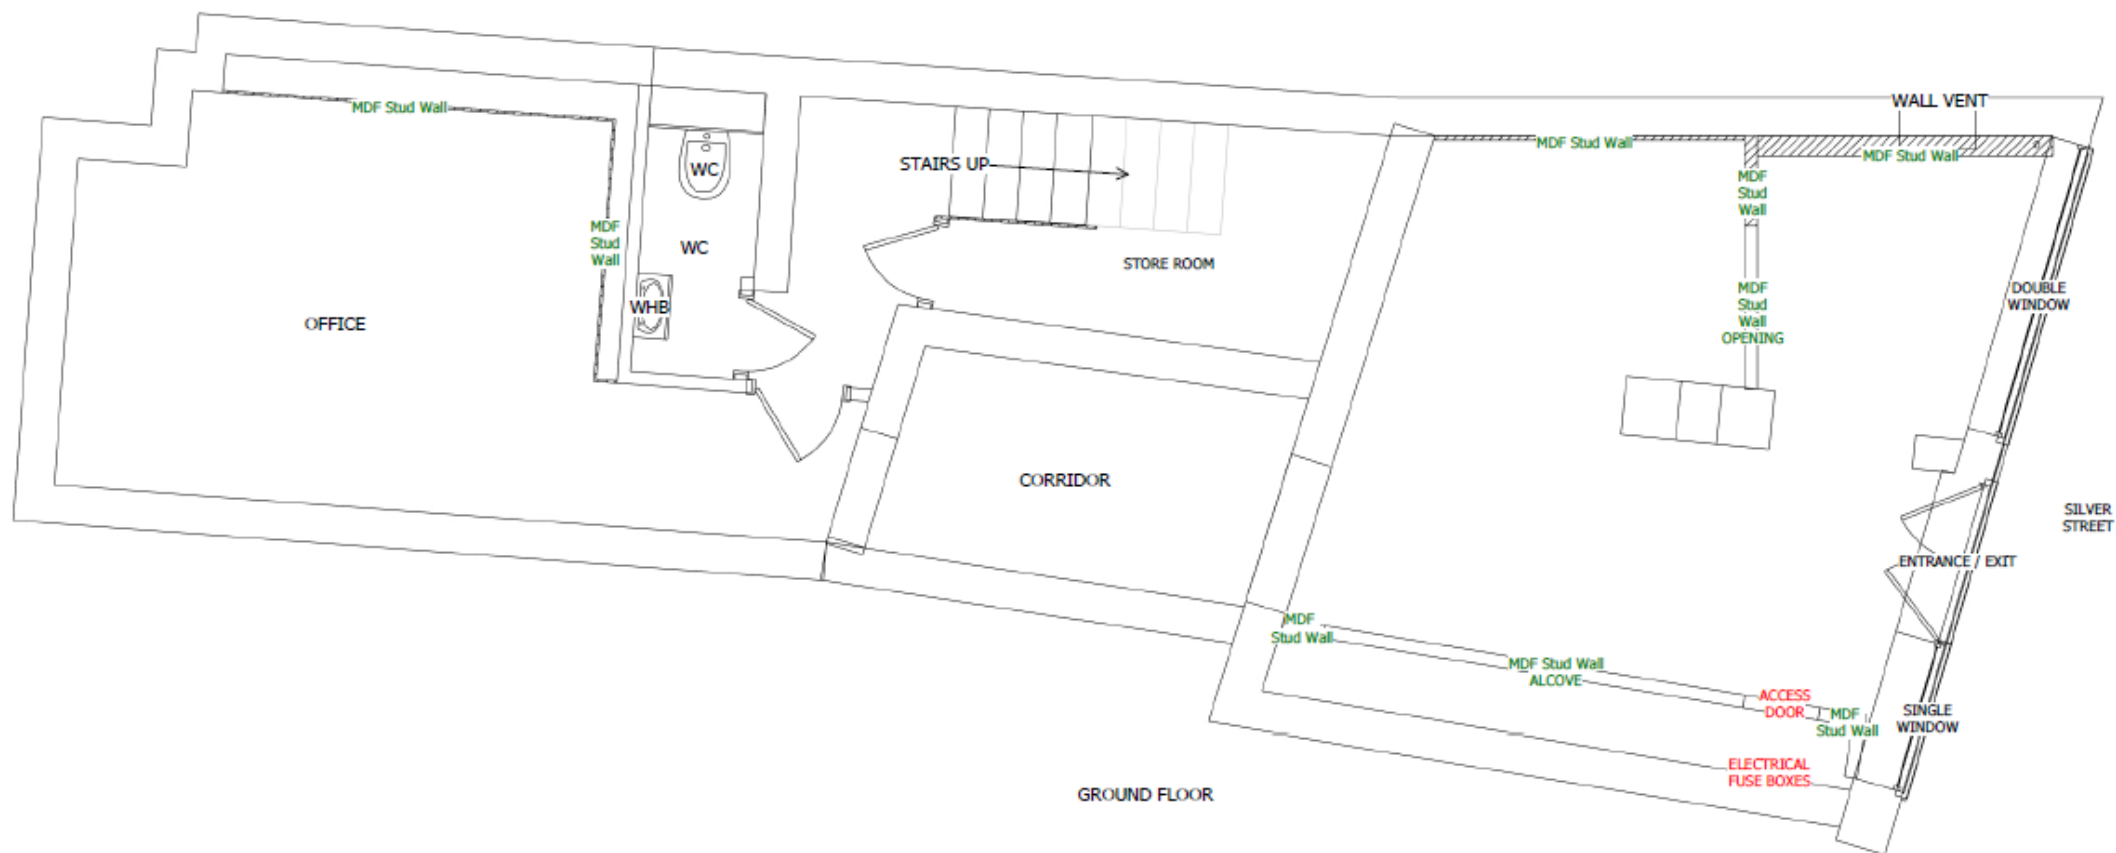 WALL VENT
MDF Stud Wall
MDF Stud Wall
MDF Stud Wall
STAIRS UP
WC
MDF
Stud
Wall
MDF
Stud
Wall
WC
STORE ROOM
MDF
Stud
Wall
OPENING
DOUBLE
WINDOW
WHB
OFFICE
CORRIDOR
SILVER
STREET
ENTRANCE / EXIT
MDF
Stud Wall
MDF Stud Wall
ALCOVE
ACCESS
DOOR
MDF
Stud Wall
SINGLE
WINDOW
ELECTRICAL
FUSE BOXES
GROUND FLOOR